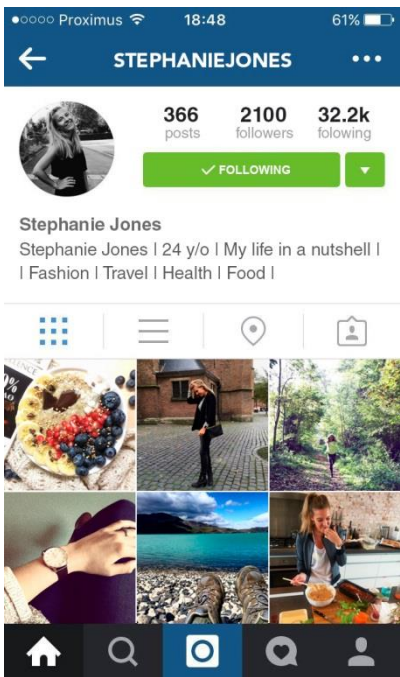 Proximus 18:48 61%
STEPHANIEJONES
366 2100 32.2k
posts followers folowing
FOLLOWING
Stephanie Jones
Stephanie Jones | 24 y/o | My life in a nutshell |
| Fashion | Travel | Health | Food |